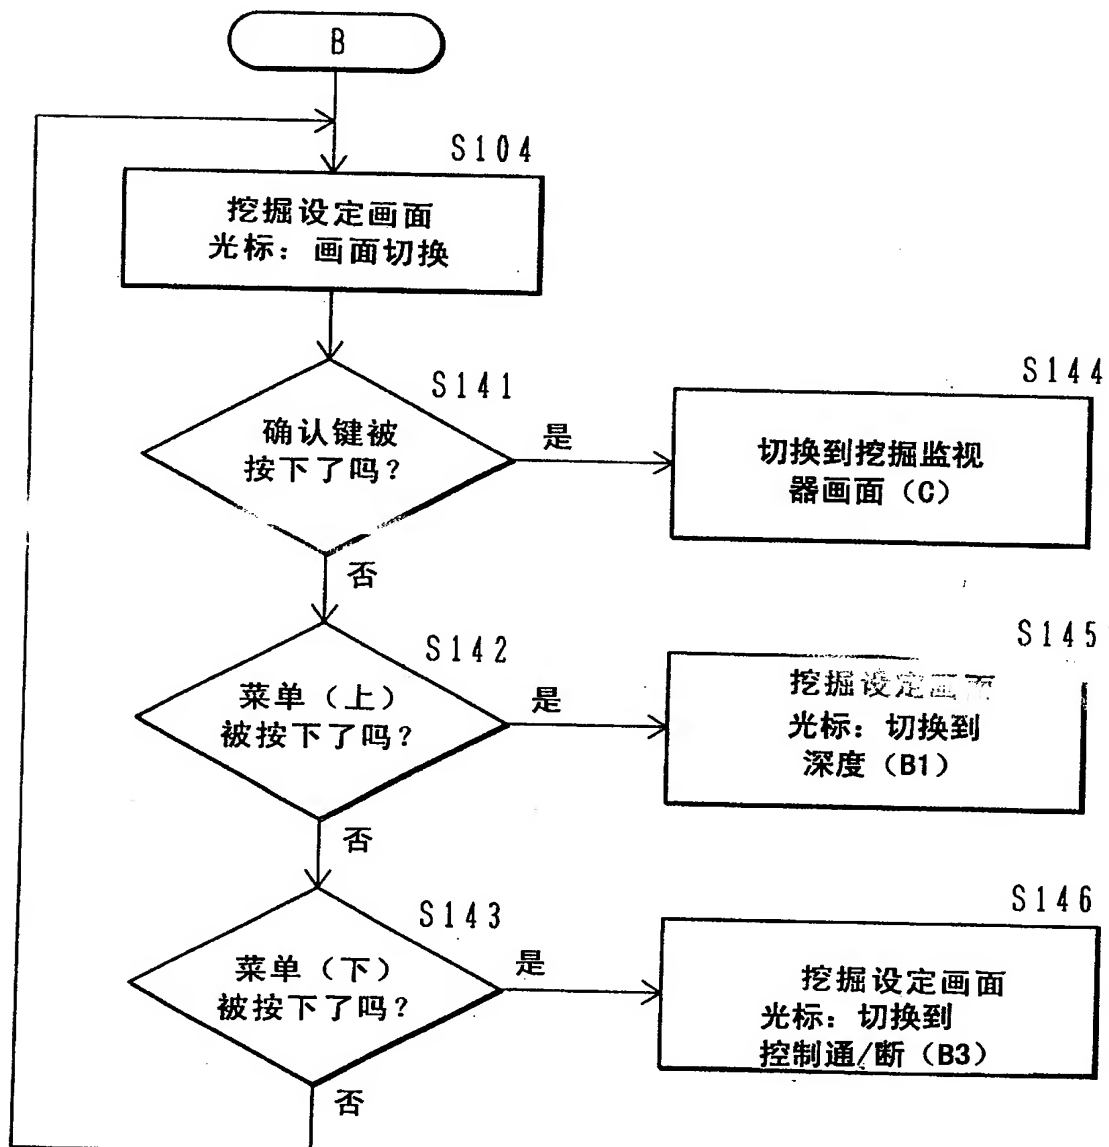 B
S104
挖掘设定画面
光标：画面切换
S141
确认键被
按下了吗？
是
S144
切换到挖掘监视
器画面（C）
否
S142
菜单（上）
被按下了吗？
是
S145
挖掘设定画面
光标：切换到
深度（B1）
否
S143
菜单（下）
被按下了吗？
是
S146
挖掘设定画面
光标：切换到
控制通/断（B3）
否